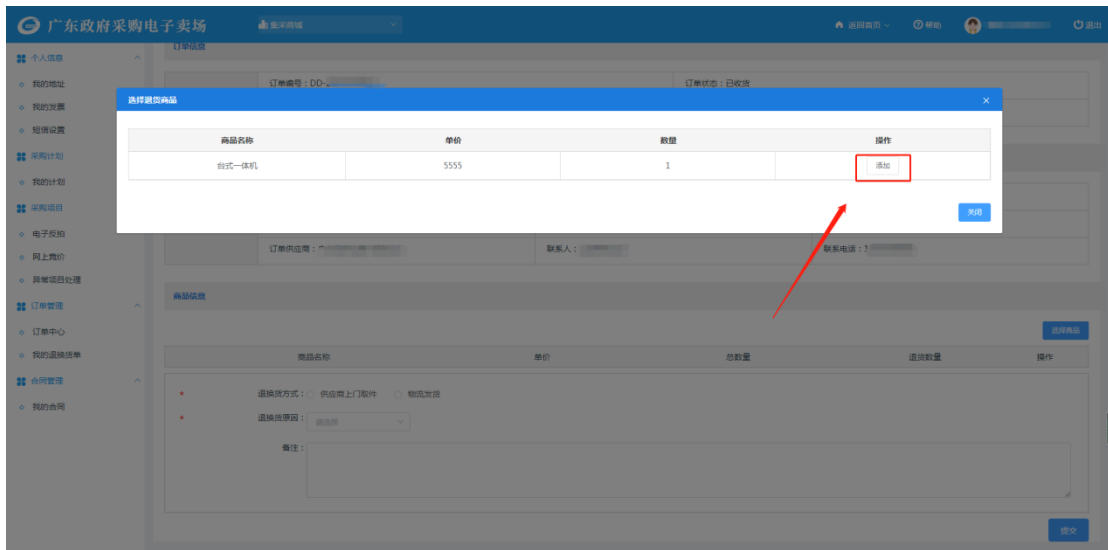 广东政府采购电子卖场
集采商城
返回首页
帮助
退出
个人信息
我的地址
我的发票
短信设置
采购计划
我的计划
采购项目
电子反拍
网上竞价
异常项目处理
订单管理
订单中心
我的退换货单
合同管理
我的合同
订单信息
订单编号：DD-
订单状态：已收货
选择退货商品
×
商品名称 单价 数量 操作
台式一体机 5555 1 添加
关闭
订单供应商：
联系人：
联系电话：
商品信息
选择商品
商品名称 单价 总数量 退货数量 操作
* 退换货方式： 供应商上门取件 物流发货
* 退换货原因： 请选择
备注：
提交